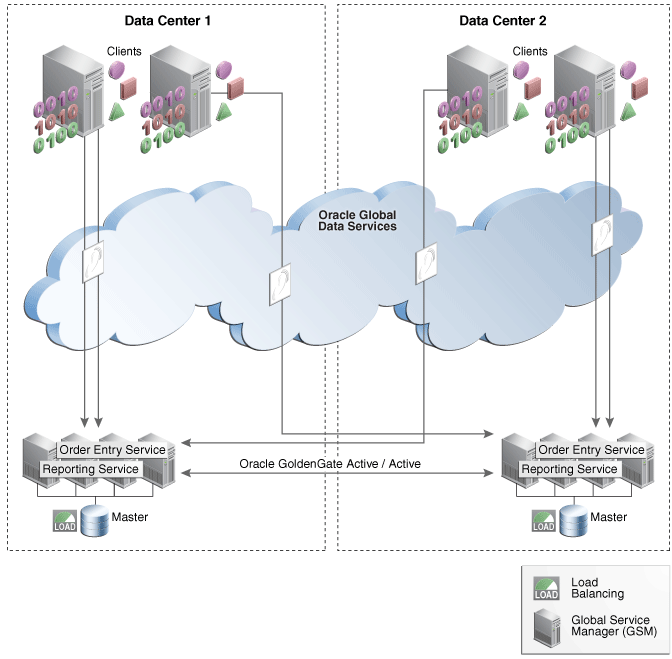 Data Center 1
Data Center 2
Clients
Clients
0010
1010
0100
0010
1010
0100
0010
1010
0100
0010
1010
0100
Oracle Global
Data Services
Order Entry Service
Reporting Service
Order Entry Service
Reporting Service
Oracle GoldenGate Active / Active
LOAD
Master
LOAD
Master
LOAD
Load
Balancing
Global Service
Manager (GSM)